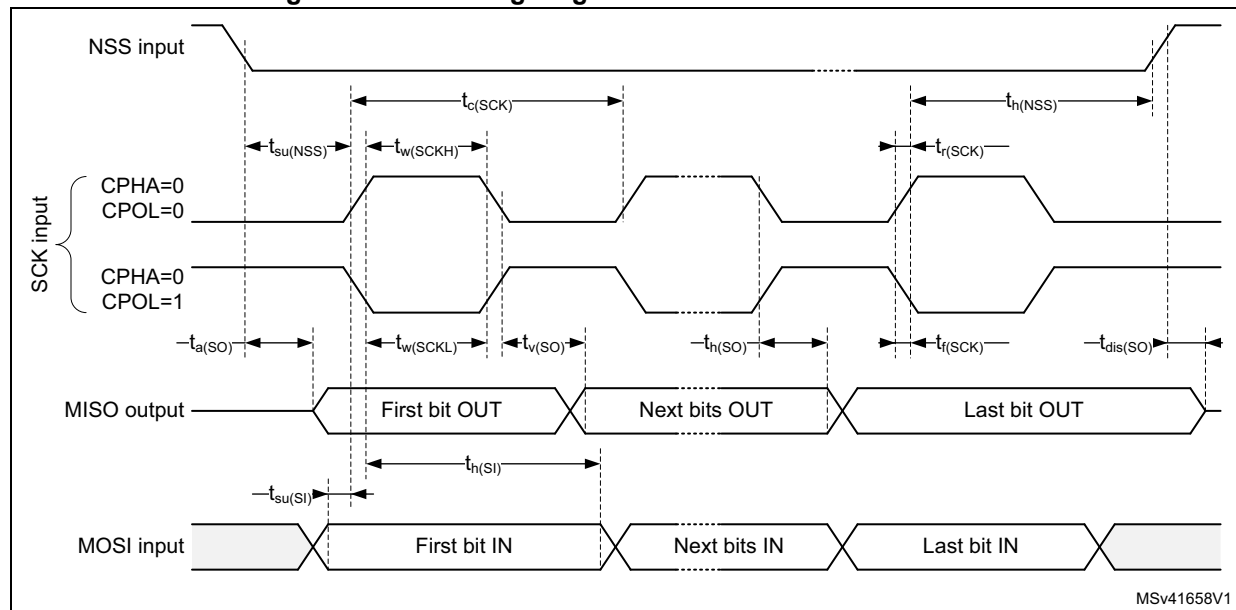 NSS input
tc(SCK)
th(NSS)
tsu(NSS)
tw(SCKH)
tr(SCK)
CPHA=0
CPOL=0
SCK input
CPHA=0
CPOL=1
ta(SO)
tw(SCKL)
tv(SO)
th(SO)
tf(SCK)
tdis(SO)
MISO output
First bit OUT
Next bits OUT
Last bit OUT
th(SI)
tsu(SI)
MOSI input
First bit IN
Next bits IN
Last bit IN
MSv41658V1